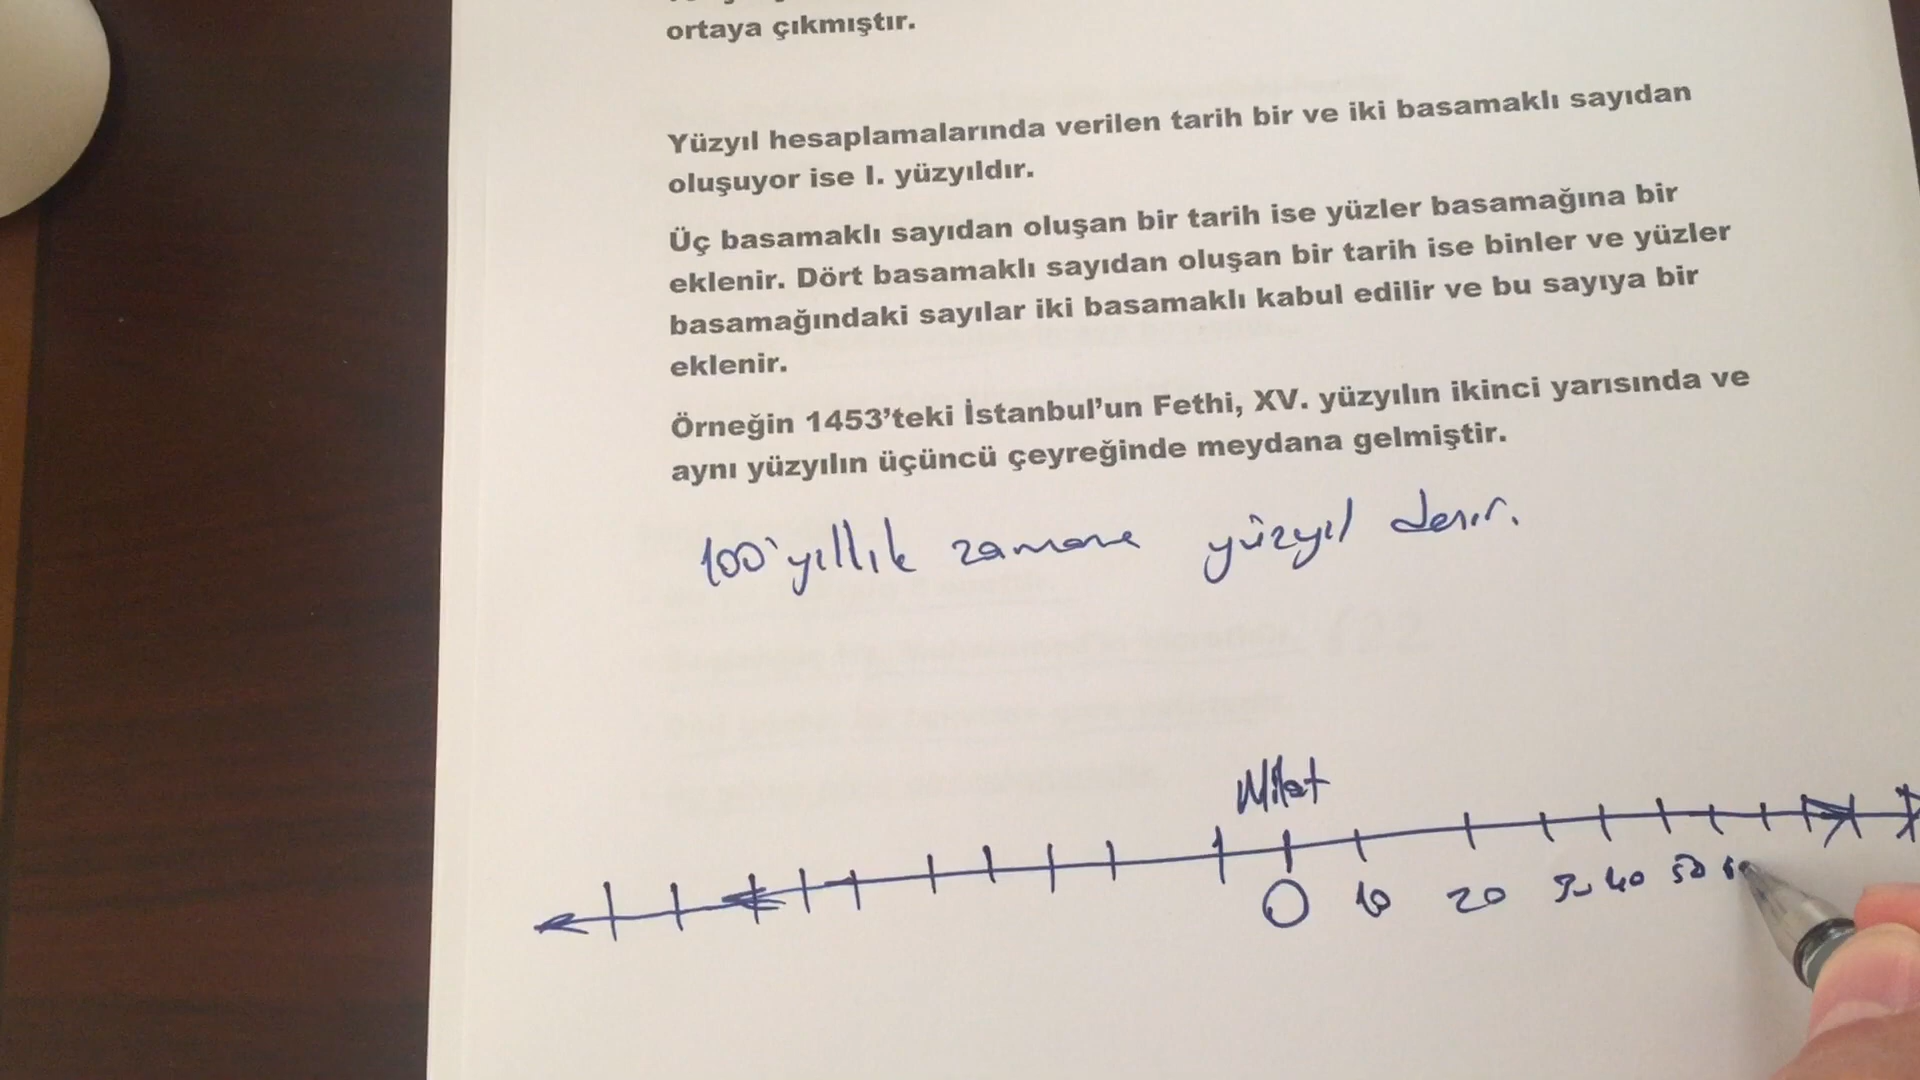 ortaya çıkmıştır.
Yüzyıl hesaplamalarında verilen tarih bir ve iki basamaklı sayıdan
oluşuyor ise I. yüzyıldır.
Üç basamaklı sayıdan oluşan bir tarih ise yüzler basamağına bir
eklenir. Dört basamaklı sayıdan oluşan bir tarih ise binler ve yüzler
basamağındaki sayılar iki basamaklı kabul edilir ve bu sayıya bir
eklenir.
Örneğin 1453’teki İstanbul’un Fethi, XV. yüzyılın ikinci yarısında ve
aynı yüzyılın üçüncü çeyreğinde meydana gelmiştir.
100 yıllık zamana yüzyıl denir.
Milat
0 10 20 30 40 50